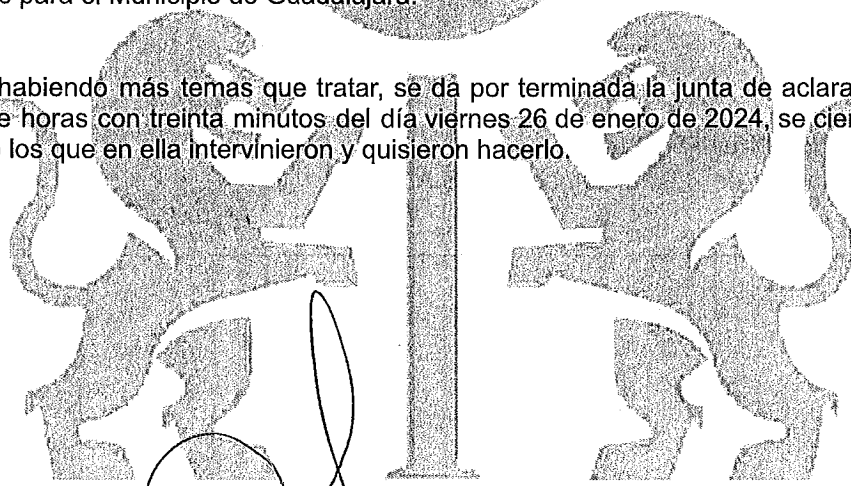 para el Municipio de Guadalajara.
habiendo más temas que tratar, se da por terminada la junta de aclara
e horas con treinta minutos del día viernes 26 de enero de 2024, se cier
los que en ella intervinieron y quisieron hacerlo.